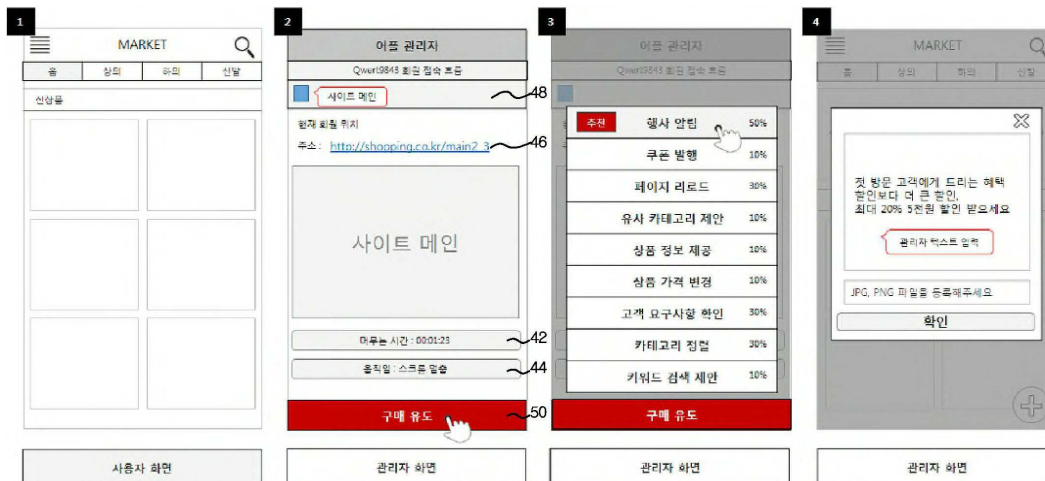 1
MARKET
홈 상의 하의 신발
신상품
사용자 화면
2
어플 관리자
Qwert9843 회원 접속 흐름
사이트 메인
48
현재 회원 위치
주소 : http://shopping.co.kr/main2_3
46
사이트 메인
머무는 시간 : 00:01:23
42
움직임 : 스크롤 멈춤
44
구매 유도
50
관리자 화면
3
어플 관리자
Qwert9843 회원 접속 흐름
추천 행사 알림 50%
쿠폰 발행 10%
페이지 리로드 30%
유사 카테고리 제안 10%
상품 정보 제공 10%
상품 가격 변경 10%
고객 요구사항 확인 30%
카테고리 정렬 30%
키워드 검색 제안 10%
구매 유도
관리자 화면
4
MARKET
홈 상의 하의 신발
첫 방문 고객에게 드리는 혜택
할인보다 더 큰 할인,
최대 20% 5천원 할인 받으세요
관리자 텍스트 입력
JPG, PNG 파일을 등록해주세요
확인
관리자 화면